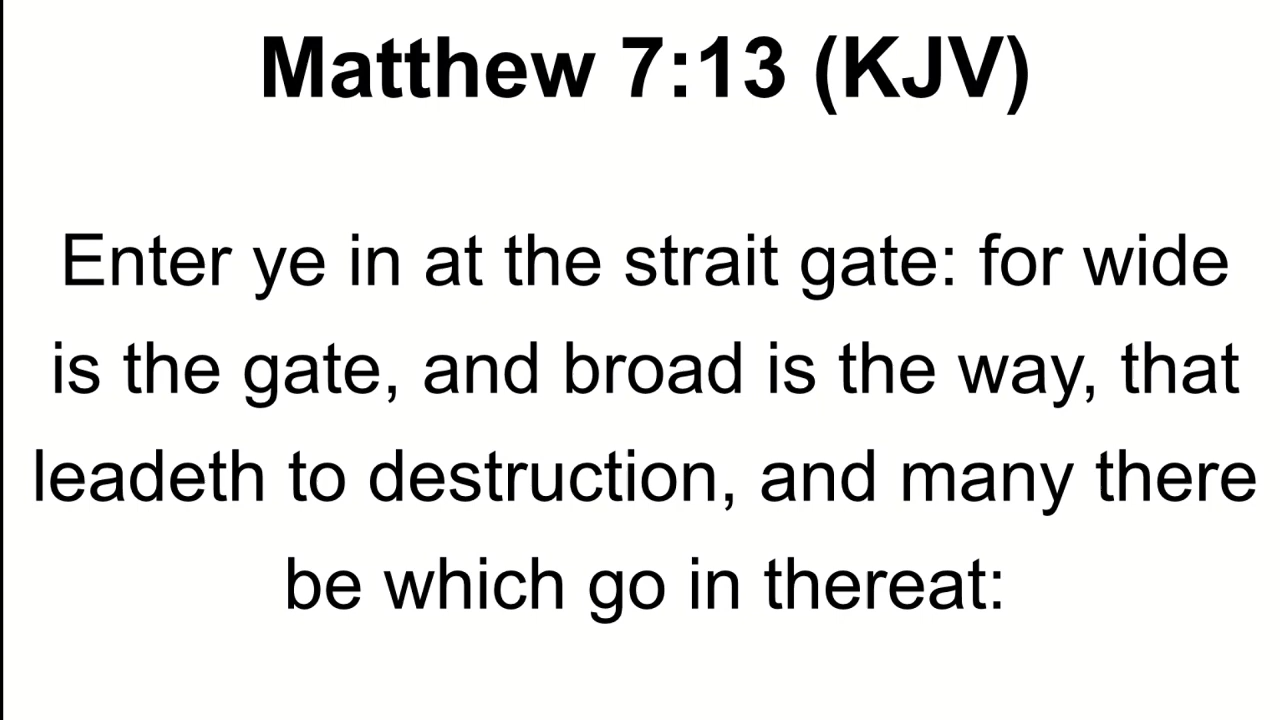 Matthew 7:13 (KJV)
Enter ye in at the strait gate: for wide
is the gate, and broad is the way, that
leadeth to destruction, and many there
be which go in thereat: